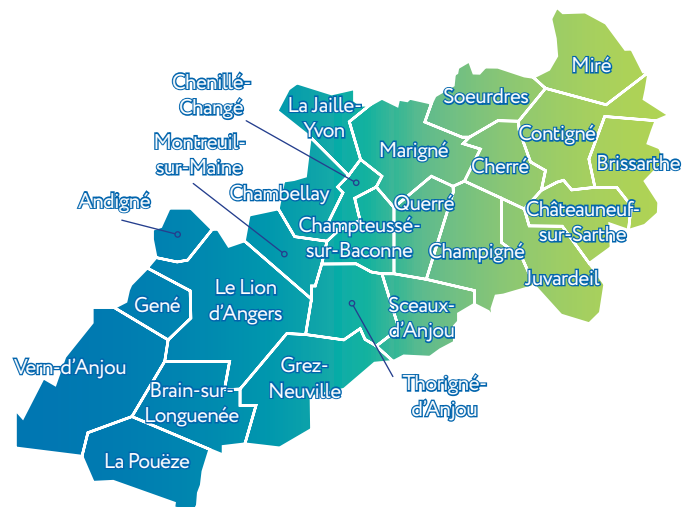 Miré
Soeurdres
Chenillé-
Changé
La Jaille-
Yvon
Contigné
Montreuil-
sur-Maine
Marigné
Cherré
Brissarthe
Andigné
Chambellay
Querré
Châteauneuf-
sur-Sarthe
Champteussé-
sur-Baconne
Champigné
Juvardeil
Gené
Le Lion
d'Angers
Sceaux-
d'Anjou
Vern-d'Anjou
Grez-
Neuville
Thorigné-
d'Anjou
Brain-sur-
Longuenée
La Pouëze